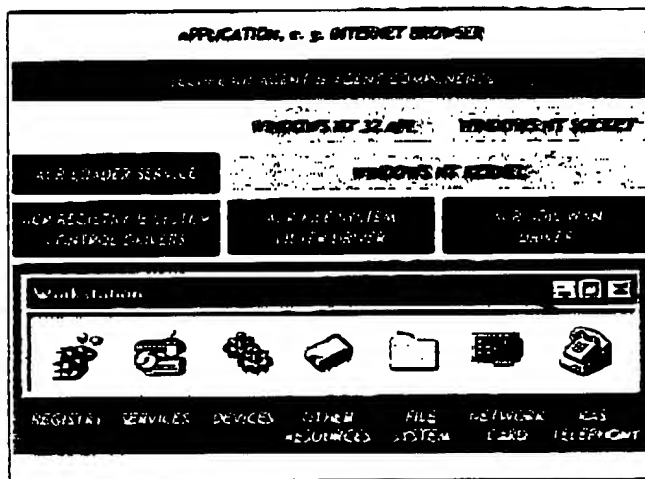 APPLICATION, e. g. INTERNET BROWSER
AGENT & AGENT COMPONENTS
WINDOWS NT 32 API WINDOWS NT SOCKET
LOADER SERVICE WINDOWS NT KERNEL
REGISTRY & SYSTEM FILE SYSTEM
CONTROL DRIVERS FILTER DRIVER DRIVER
Workstation
REGISTRY SERVICES DEVICES OTHER FILE NETWORK RAS
RESOURCES SYSTEM CARD TELEPHONY